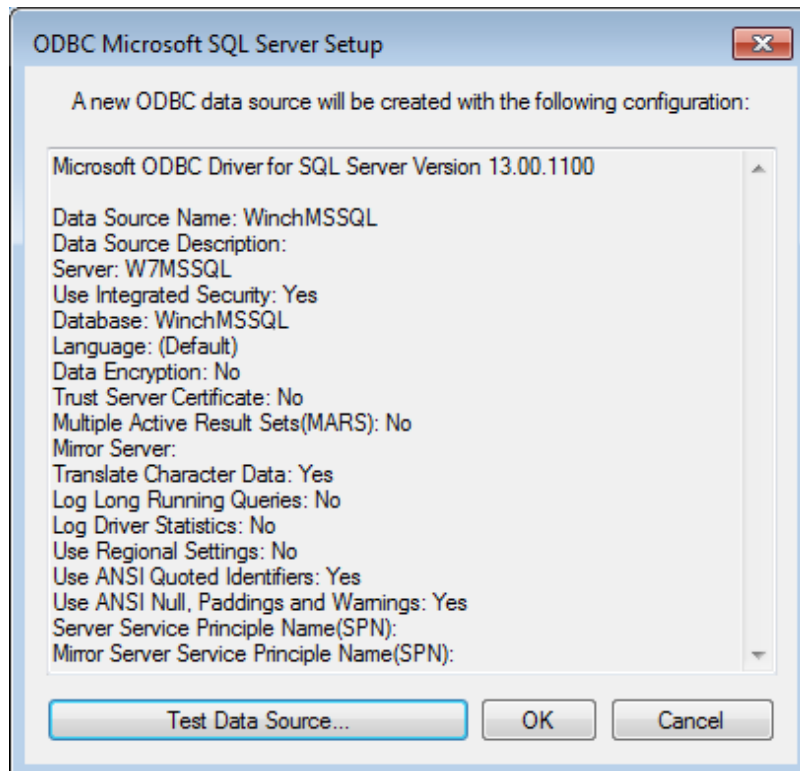 ODBC Microsoft SQL Server Setup
A new ODBC data source will be created with the following configuration:
Microsoft ODBC Driver for SQL Server Version 13.00.1100
Data Source Name: WinchMSSQL
Data Source Description:
Server: W7MSSQL
Use Integrated Security: Yes
Database: WinchMSSQL
Language: (Default)
Data Encryption: No
Trust Server Certificate: No
Multiple Active Result Sets(MARS): No
Mirror Server:
Translate Character Data: Yes
Log Long Running Queries: No
Log Driver Statistics: No
Use Regional Settings: No
Use ANSI Quoted Identifiers: Yes
Use ANSI Null, Paddings and Warnings: Yes
Server Service Principle Name(SPN):
Mirror Server Service Principle Name(SPN):
Test Data Source... OK Cancel